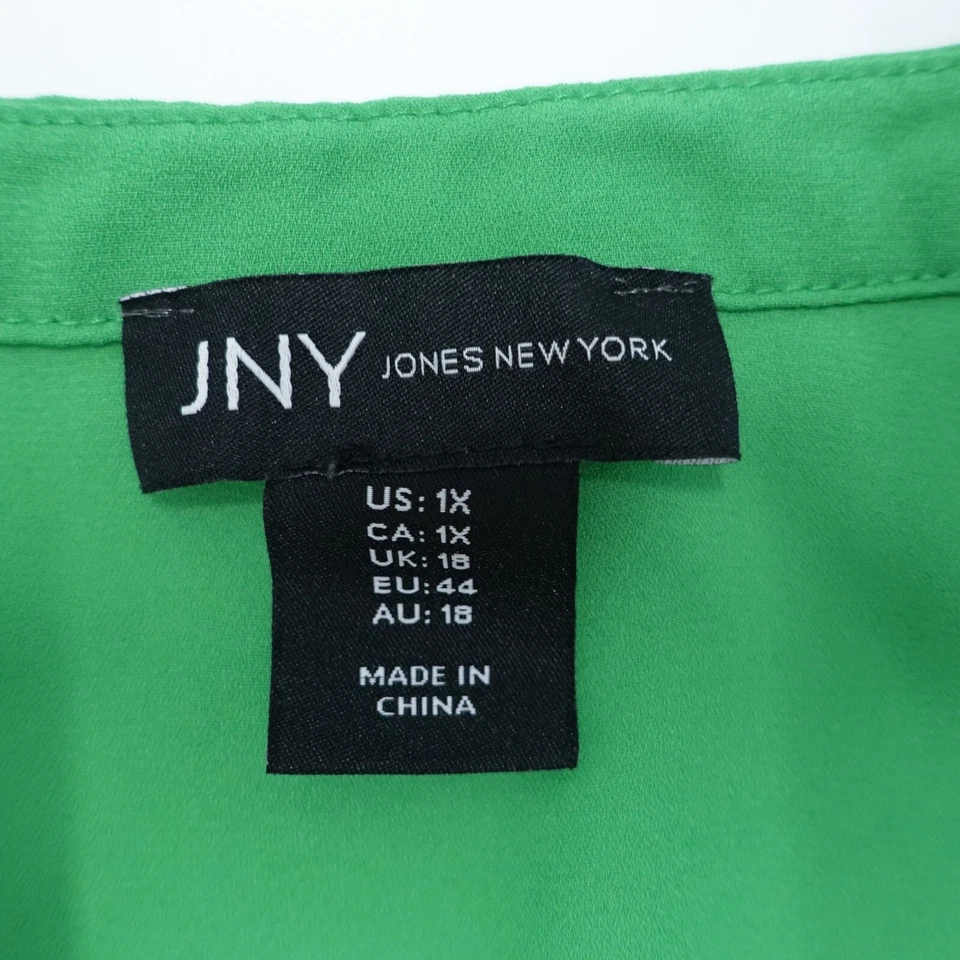 JNY JONES NEW YORK
US: 1X
CA: 1X
UK: 18
EU: 44
AU: 18
MADE IN
CHINA